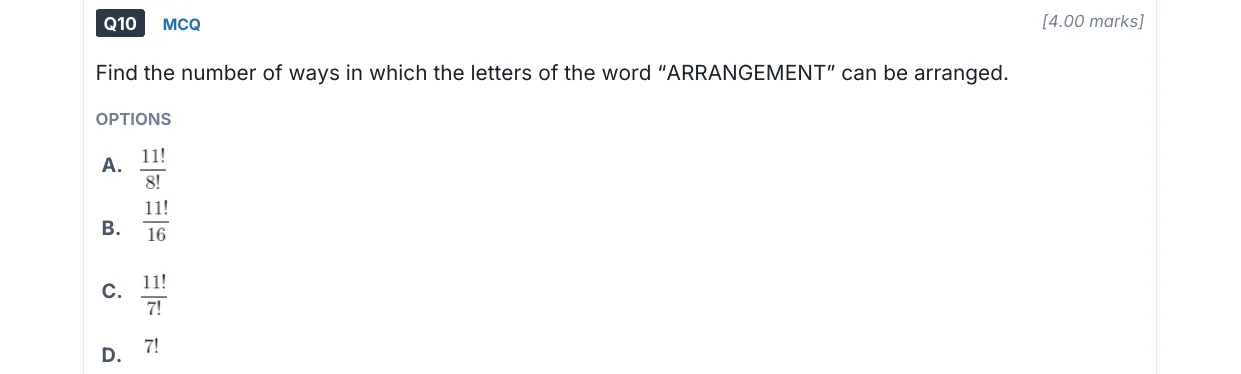 Q10 MCQ [4.00 marks]
Find the number of ways in which the letters of the word “ARRANGEMENT” can be arranged.
OPTIONS
A. 11!/8!
B. 11!/16
C. 11!/7!
D. 7!